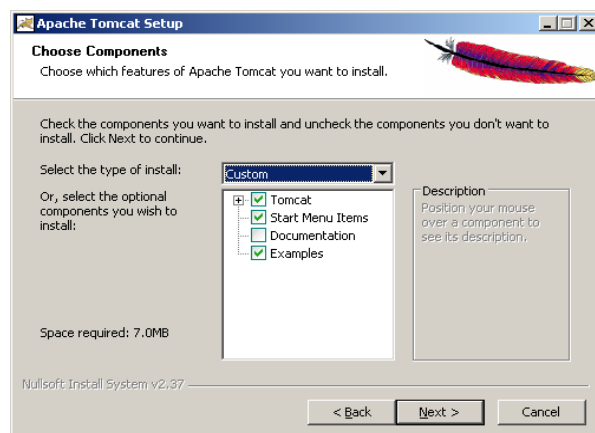 Apache Tomcat Setup
Choose Components
Choose which features of Apache Tomcat you want to install.
Check the components you want to install and uncheck the components you don't want to
install. Click Next to continue.
Select the type of install:
Custom
Or, select the optional
components you wish to
install:
Tomcat
Start Menu Items
Documentation
Examples
Description
Position your mouse
over a component to
see its description.
Space required: 7.0MB
Nullsoft Install System v2.37
< Back
Next >
Cancel